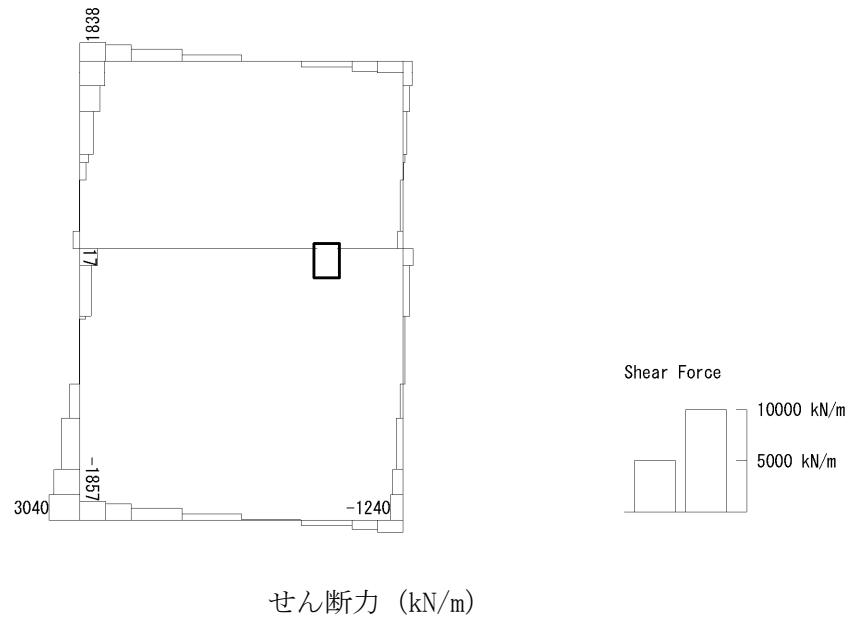 1838
17
-1857
3040
-1240
Shear Force
10000 kN/m
5000 kN/m
せん断力 (kN/m)